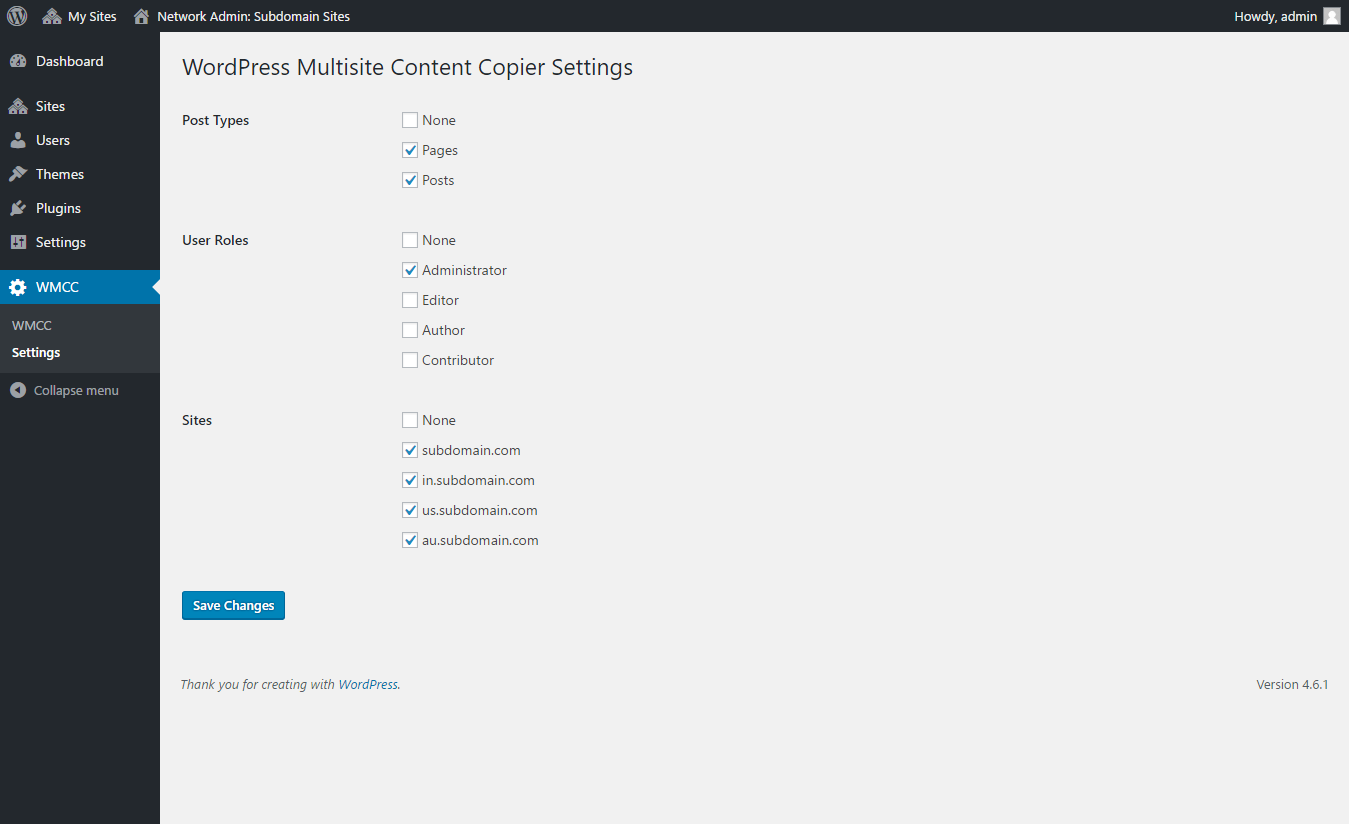 My Sites Network Admin: Subdomain Sites Howdy, admin
Dashboard
Sites
Users
Themes
Plugins
Settings
WMCC
WMCC
Settings
Collapse menu
WordPress Multisite Content Copier Settings
Post Types
None
Pages
Posts
User Roles
None
Administrator
Editor
Author
Contributor
Sites
None
subdomain.com
in.subdomain.com
us.subdomain.com
au.subdomain.com
Save Changes
Thank you for creating with WordPress. Version 4.6.1